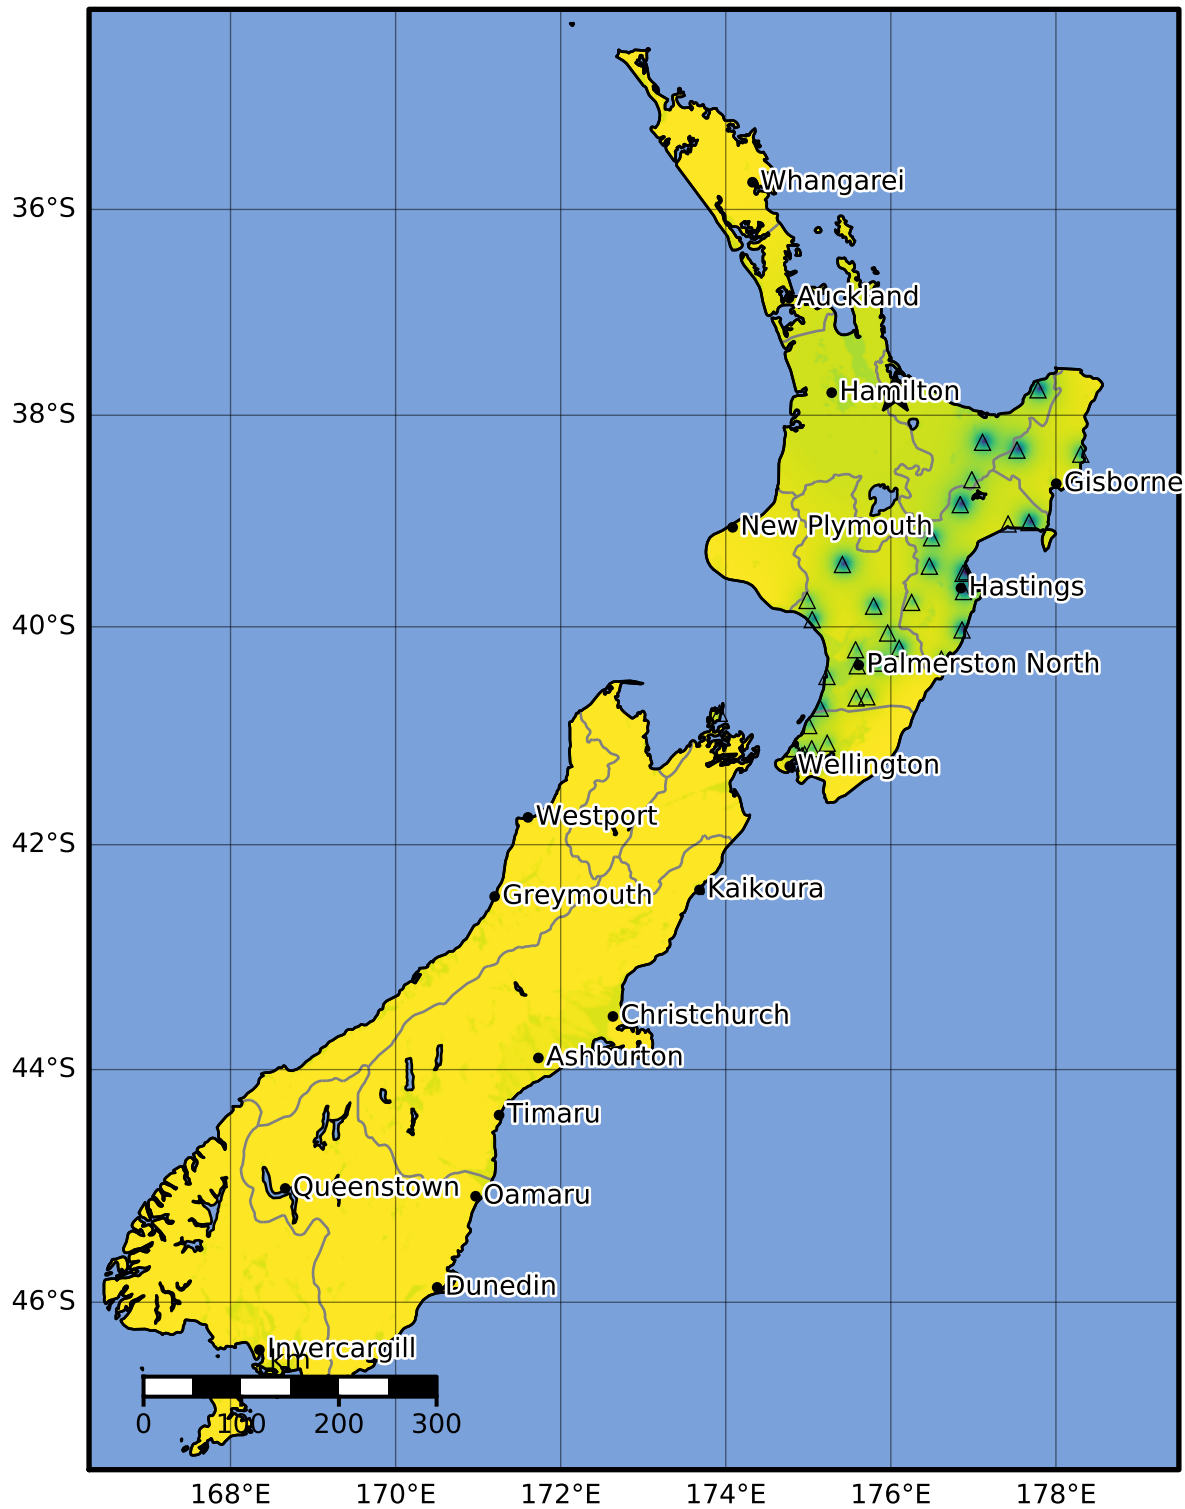 Whangarei
36°S
Auckland
Hamilton
38°S
Gisborne
New Plymouth
Hastings
40°S
Palmerston North
Wellington
Westport
42°S
Kaikoura
Greymouth
Christchurch
Ashburton
44°S
Timaru
Queenstown
Oamaru
Dunedin
46°S
Invercargill
km
0 100 200 300
168°E 170°E 172°E 174°E 176°E 178°E